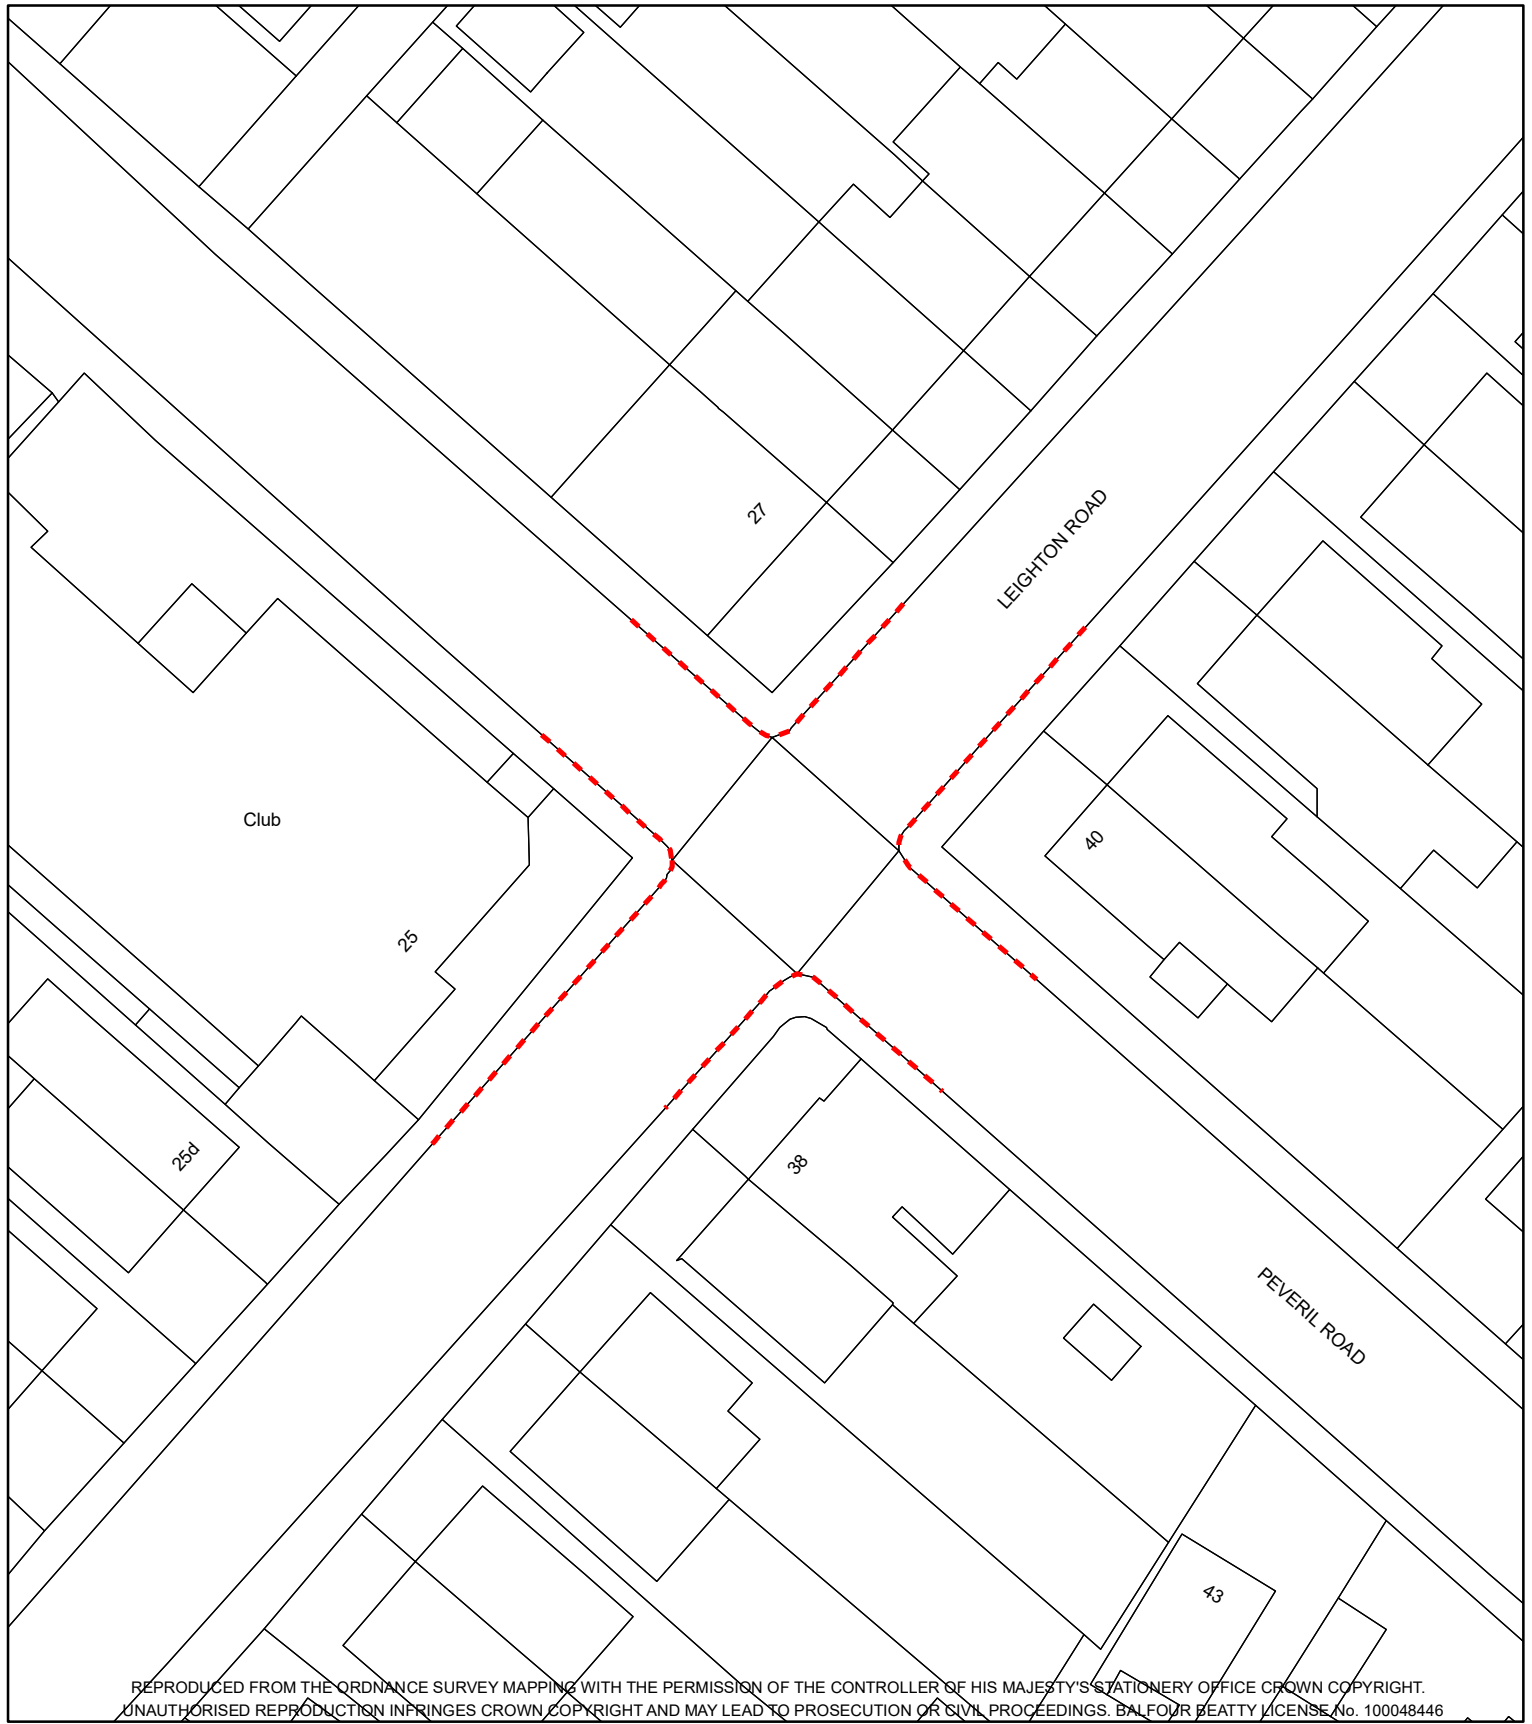 27
LEIGHTON ROAD
Club
40
25
25d
38
PEVERIL ROAD
43
REPRODUCED FROM THE ORDNANCE SURVEY MAPPING WITH THE PERMISSION OF THE CONTROLLER OF HIS MAJESTY'S STATIONERY OFFICE CROWN COPYRIGHT.
UNAUTHORISED REPRODUCTION INFRINGES CROWN COPYRIGHT AND MAY LEAD TO PROSECUTION OR CIVIL PROCEEDINGS. BALFOUR BEATTY LICENSE No. 100048446